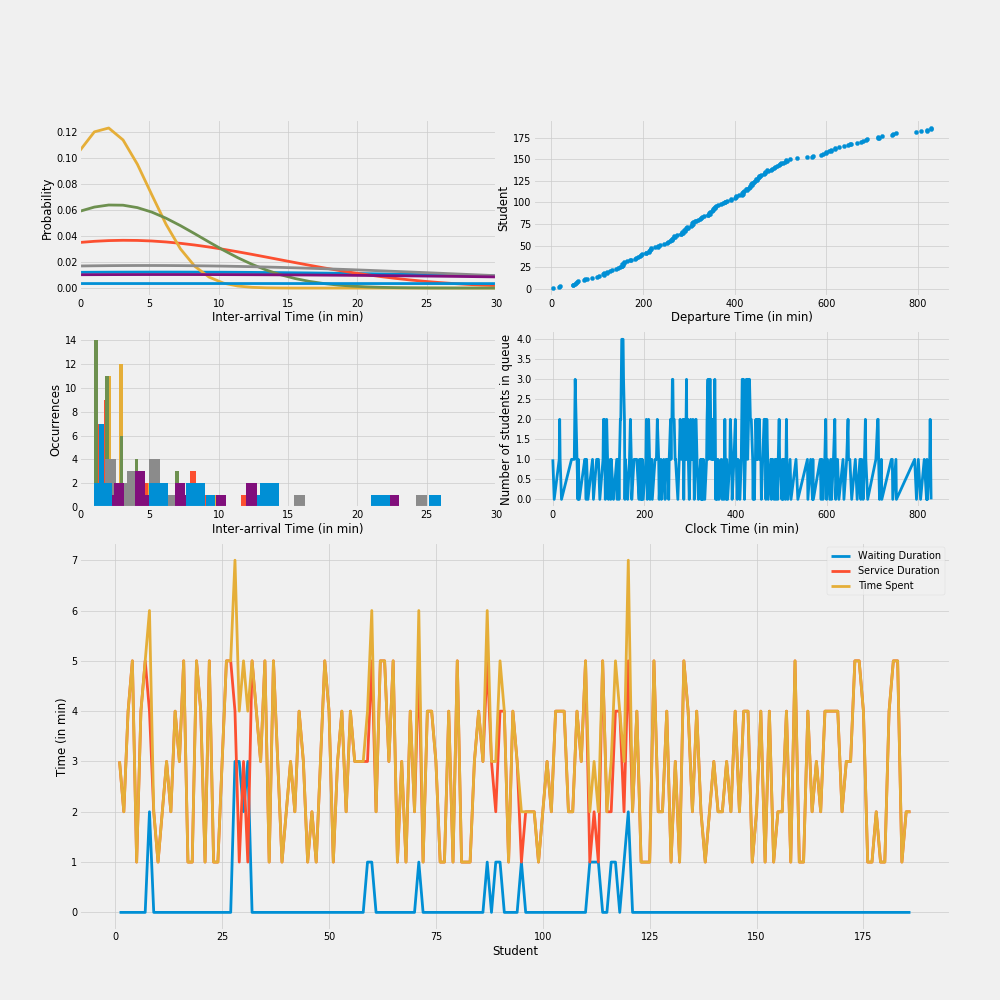 0.12
0.10
0.08
0.06
0.04
0.02
0.00
Probability
0 5 10 15 20 25 30
Inter-arrival Time (in min)
175
150
125
100
75
50
25
0
Student
0 200 400 600 800
Departure Time (in min)
14
12
10
8
6
4
2
0
Occurrences
0 5 10 15 20 25 30
Inter-arrival Time (in min)
4.0
3.5
3.0
2.5
2.0
1.5
1.0
0.5
0.0
Number of students in queue
0 200 400 600 800
Clock Time (in min)
Waiting Duration
Service Duration
Time Spent
7
6
5
4
3
2
1
0
Time (in min)
0 25 50 75 100 125 150 175
Student